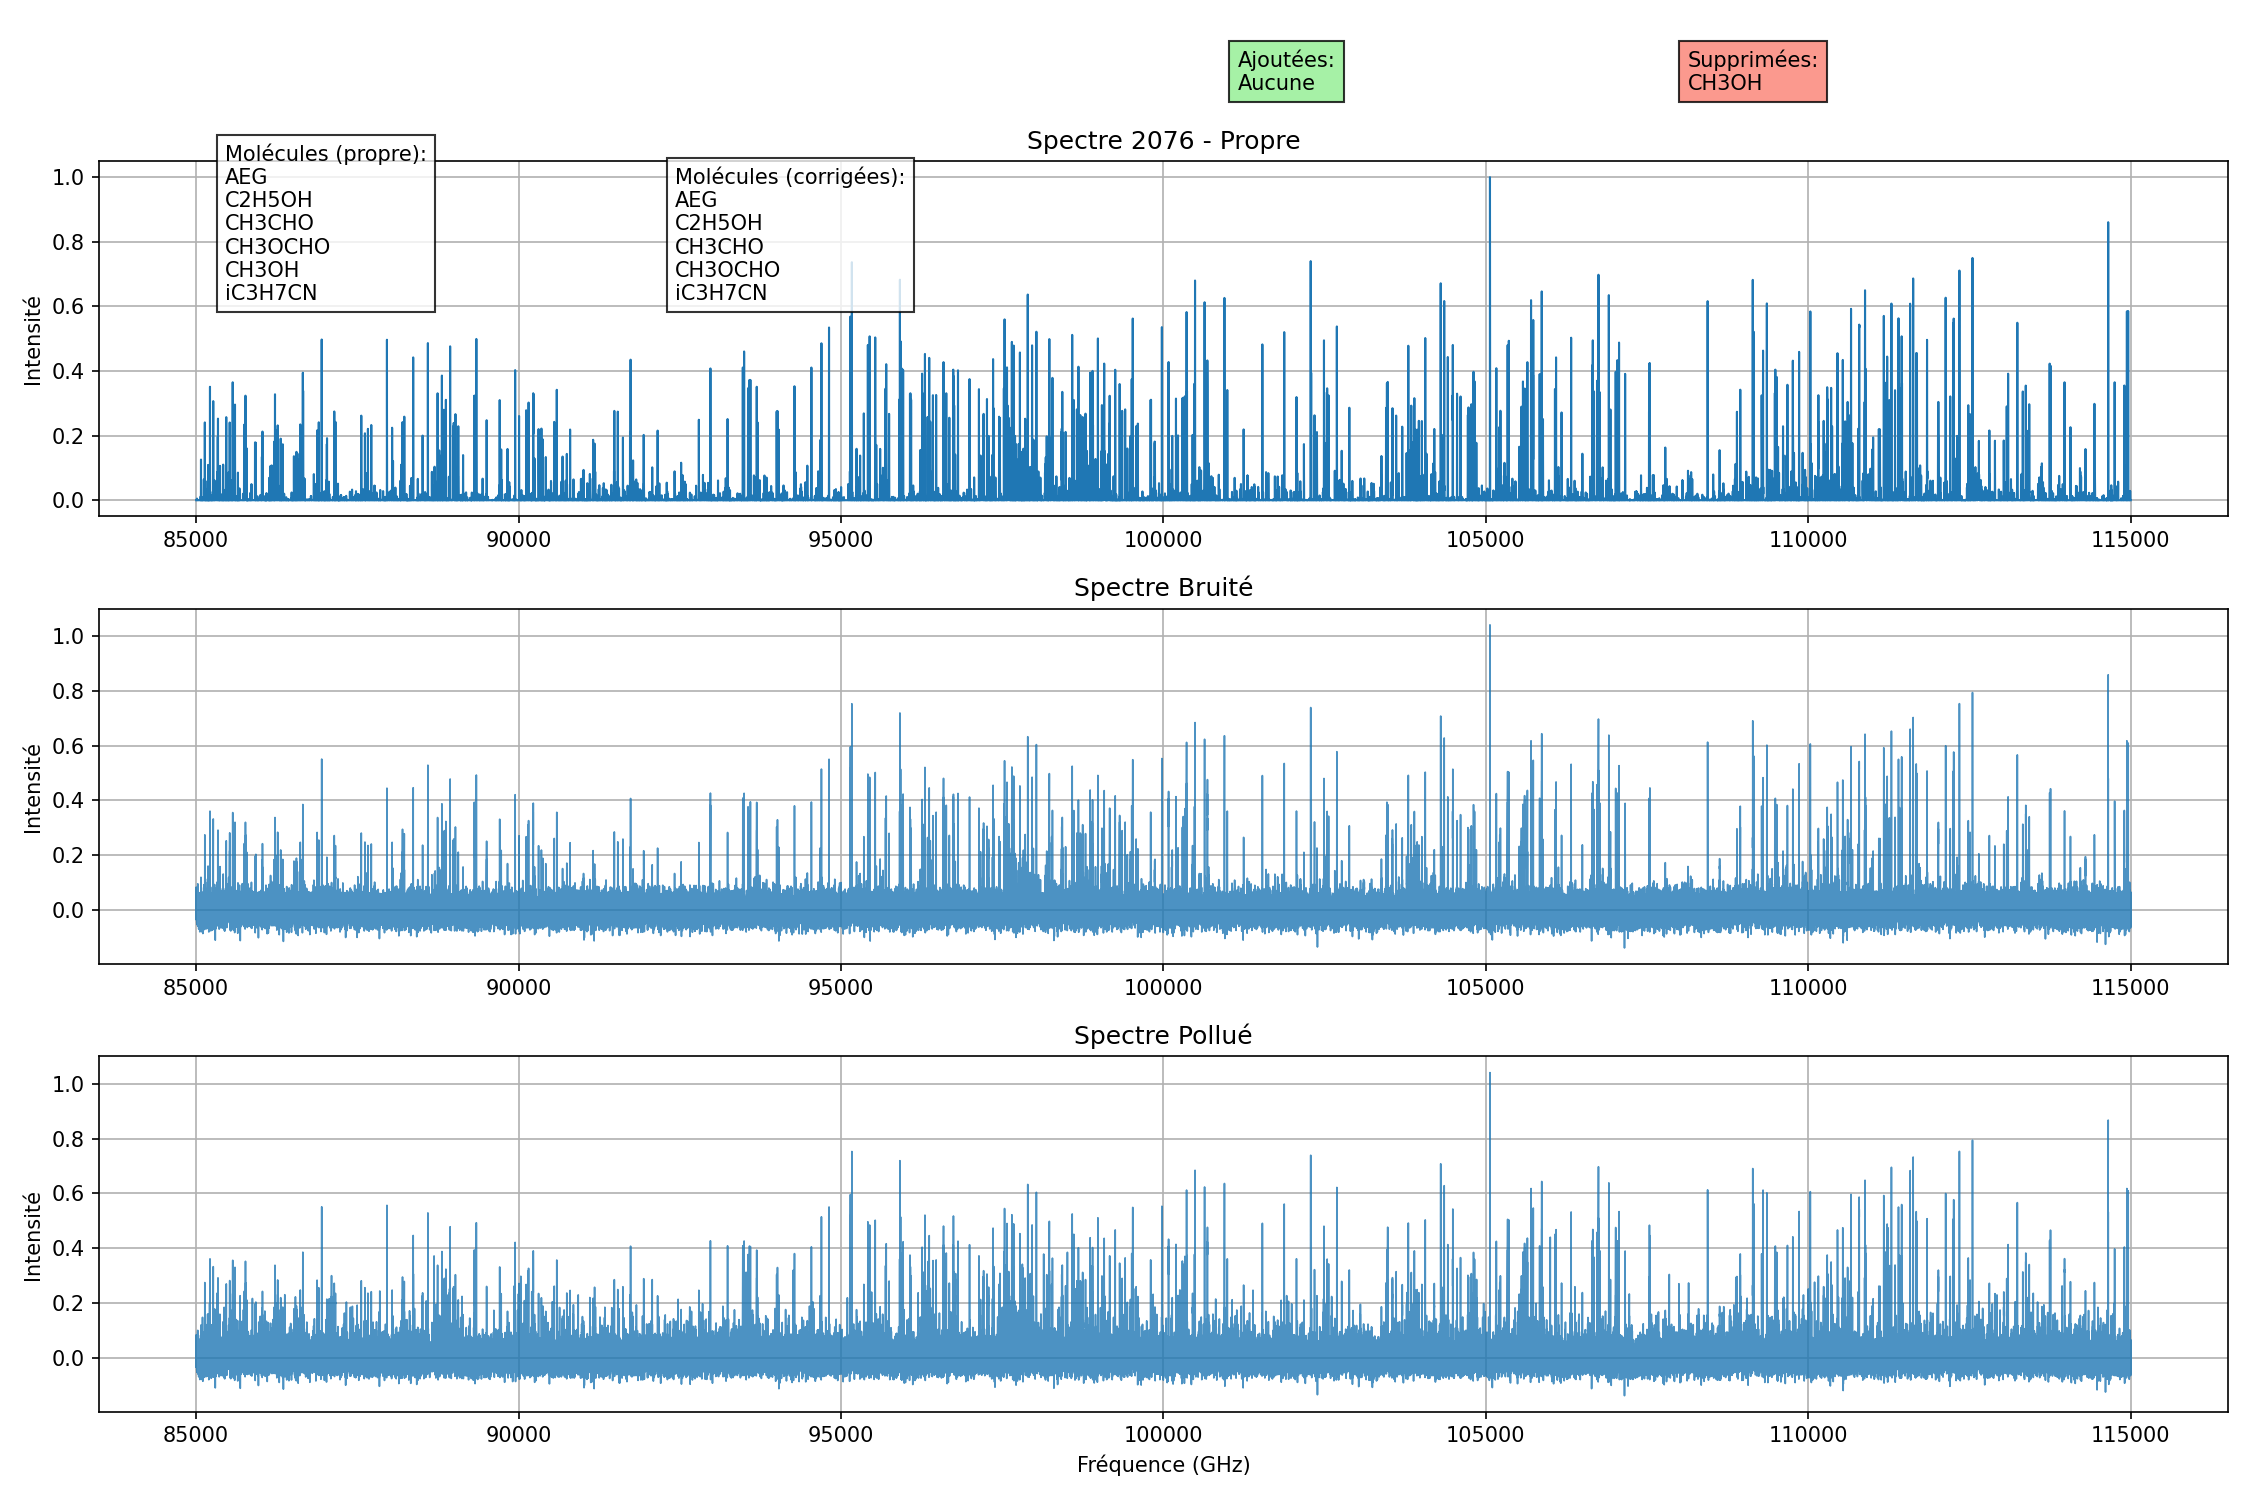 Ajoutées:
Aucune
Supprimées:
CH3OH
Spectre 2076 - Propre
Molécules (propre):
AEG
C2H5OH
CH3CHO
CH3OCHO
CH3OH
iC3H7CN
Molécules (corrigées):
AEG
C2H5OH
CH3CHO
CH3OCHO
iC3H7CN
Intensité
1.0
0.8
0.6
0.4
0.2
0.0
85000 90000 95000 100000 105000 110000 115000
Spectre Bruité
Intensité
1.0
0.8
0.6
0.4
0.2
0.0
85000 90000 95000 100000 105000 110000 115000
Spectre Pollué
Intensité
1.0
0.8
0.6
0.4
0.2
0.0
85000 90000 95000 100000 105000 110000 115000
Fréquence (GHz)